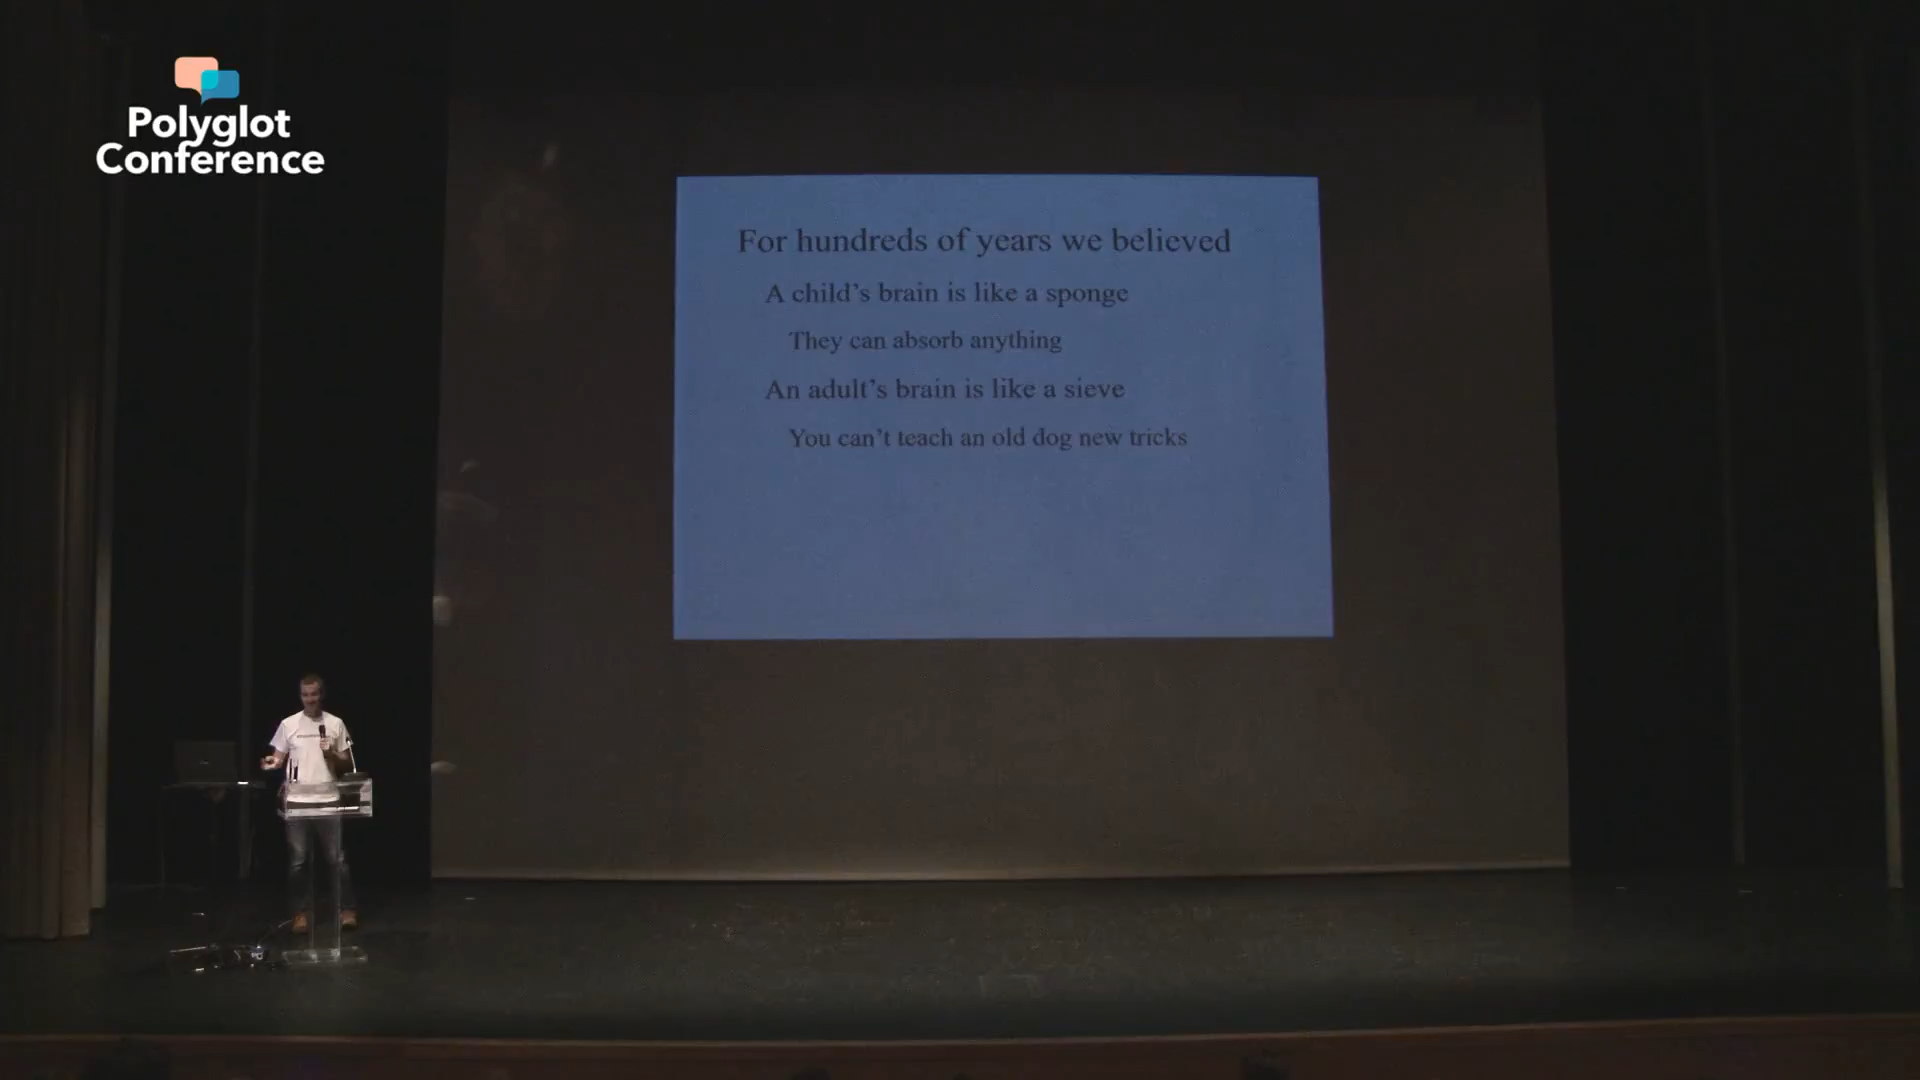 Polyglot
Conference
For hundreds of years we believed
A child's brain is like a sponge
They can absorb anything
An adult's brain is like a sieve
You can't teach an old dog new tricks